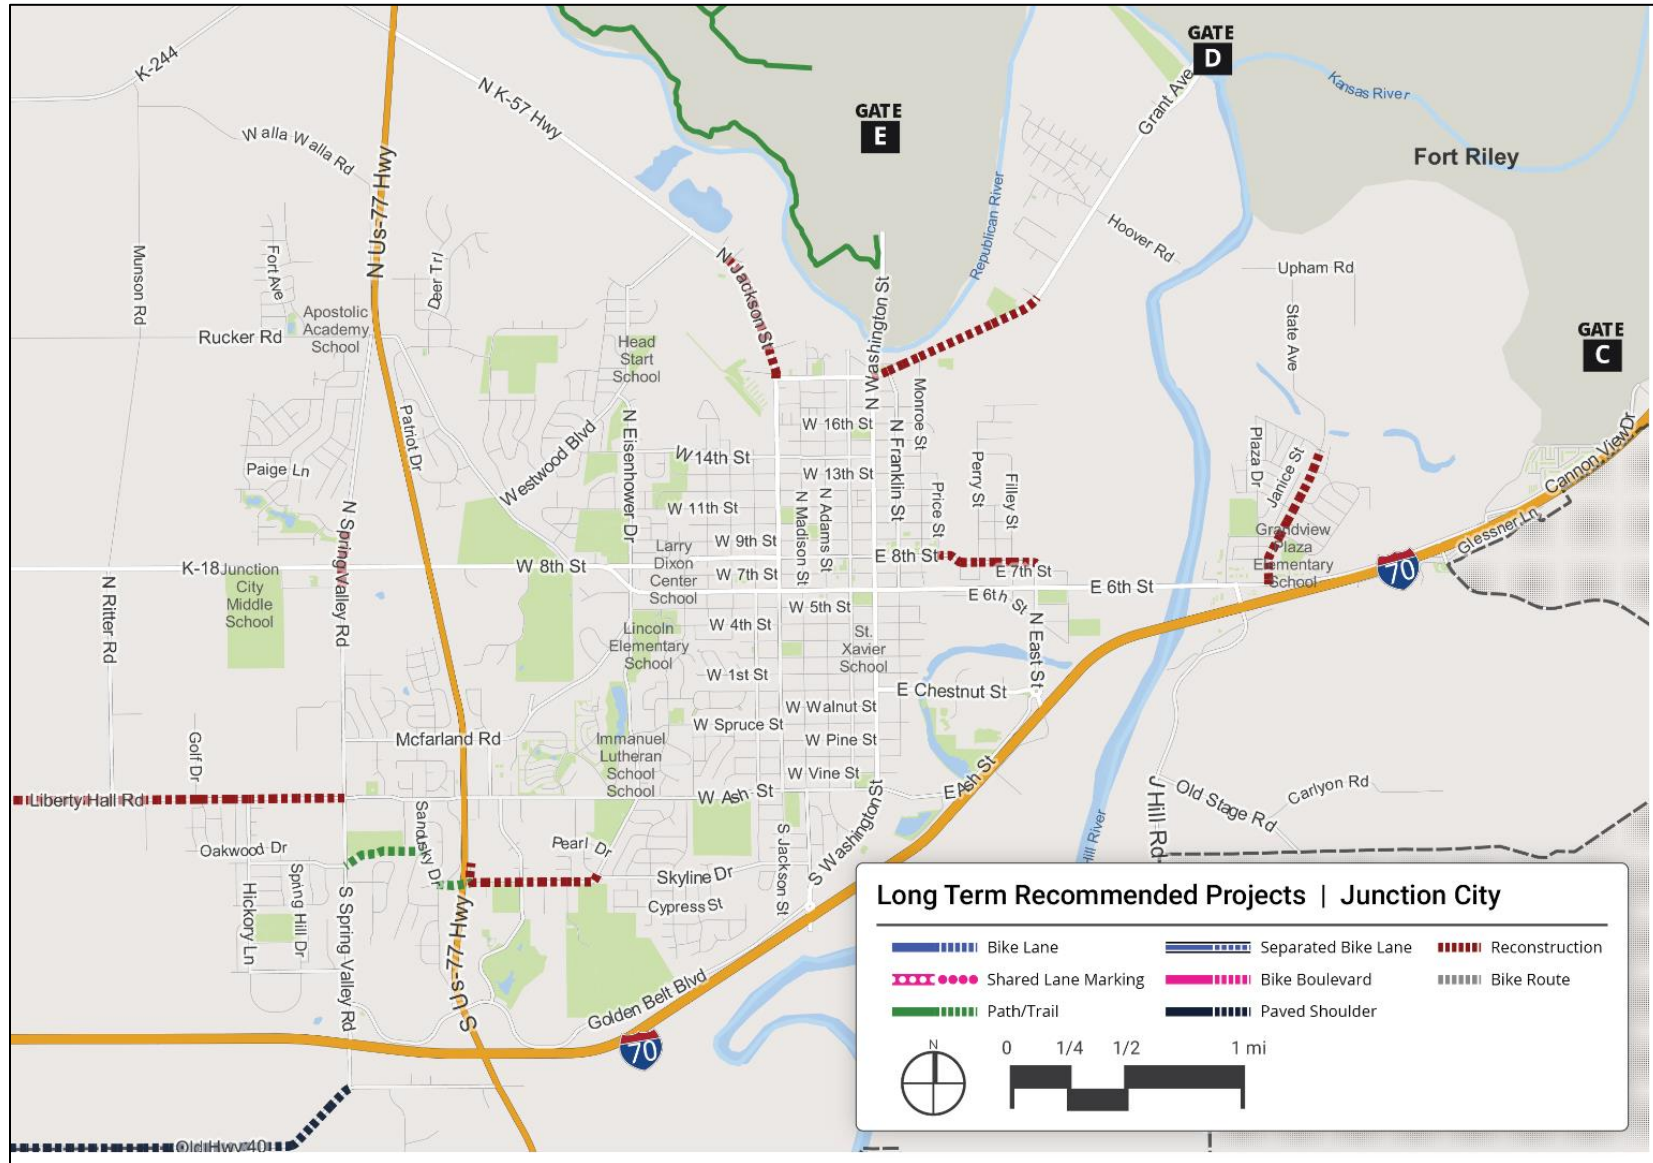 GATE
D
K-244
N K-57 Hwy
GATE
E
Grant Ave
Kansas River
Walla Walla Rd
Fort Riley
N Us-77 Hwy
Republican River
Hoover Rd
Munson Rd
Fort Ave
Deer Trl
Upham Rd
N Jackson St
N Washington St
State Ave
Apostolic
Academy
School
Rucker Rd
Head
Start
School
GATE
C
Patriot Dr
N Eisenhower Dr
Westwood Blvd
W 16th St
Monroe St
N Franklin St
W 14th St
W 13th St
Paige Ln
Perry St
Filley St
Price St
Plaza Dr
Janice St
Cannon View Dr
N Spring Valley Rd
W 11th St
N Madison St
N Adams St
Glessner Ln
Grandview
Plaza
Elementary
School
W 9th St
Larry
Dixon
Center
School
E 8th St
K-18
Junction
City
Middle
School
W 8th St
W 7th St
E 7th St
70
N Ritter Rd
E 6th St
E 6th St
W 5th St
W 4th St
Lincoln
Elementary
School
St.
Xavier
School
N East St
W 1st St
E Chestnut St
W Walnut St
W Spruce St
Mcfarland Rd
W Pine St
Golf Dr
Immanuel
Lutheran
School
School
W Vine St
E Ash St
Liberty Hall Rd
W Ash St
J Hill Rd
Old Stage Rd
Carlyon Rd
Sandusky Dr
Hill River
Oakwood Dr
Pearl Dr
S Jackson St
S Washington St
Spring Hill Dr
Hickory Ln
S Spring Valley Rd
Skyline Dr
Cypress St
S Us-77 Hwy
Golden Belt Blvd
70
Old Hwy 40
Long Term Recommended Projects | Junction City
Bike Lane
Separated Bike Lane
Reconstruction
Shared Lane Marking
Bike Boulevard
Bike Route
Path/Trail
Paved Shoulder
N
0 1/4 1/2 1 mi